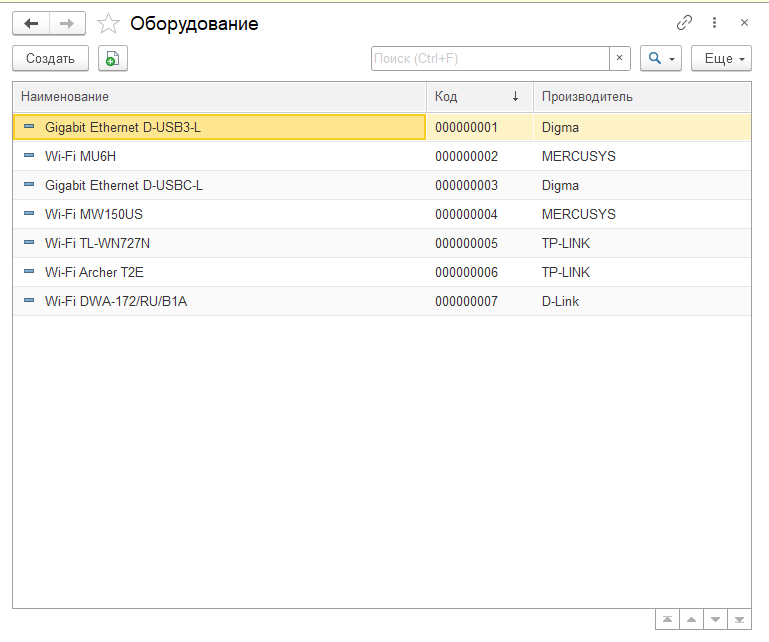 Оборудование
Создать Поиск (Ctrl+F) Еще
Наименование Код Производитель
Gigabit Ethernet D-USB3-L 000000001 Digma
Wi-Fi MU6H 000000002 MERCUSYS
Gigabit Ethernet D-USBC-L 000000003 Digma
Wi-Fi MW150US 000000004 MERCUSYS
Wi-Fi TL-WN727N 000000005 TP-LINK
Wi-Fi Archer T2E 000000006 TP-LINK
Wi-Fi DWA-172/RU/B1A 000000007 D-Link